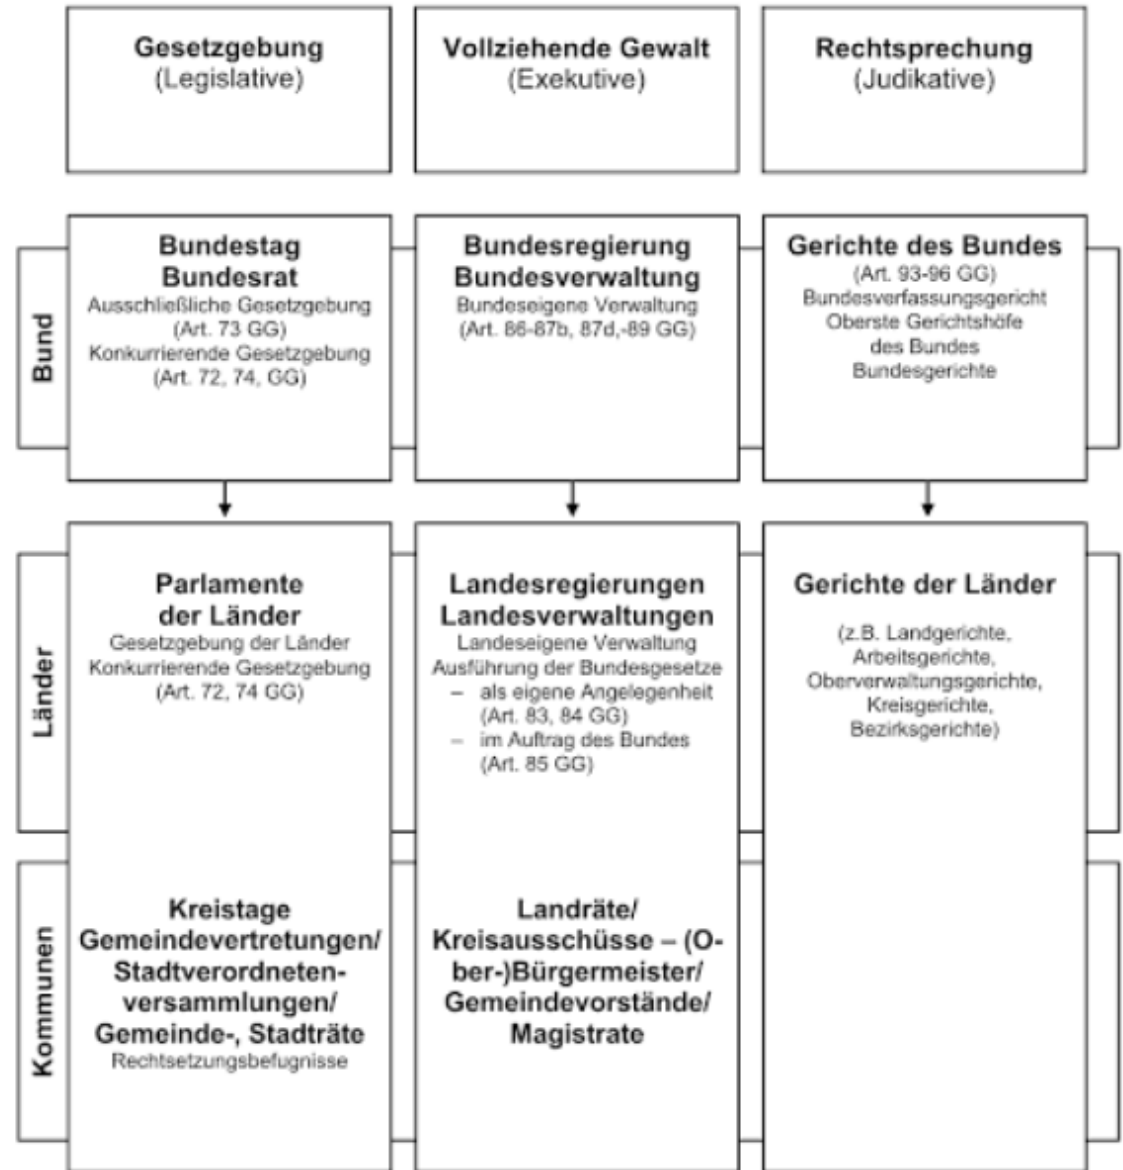 Gesetzgebung
(Legislative)
Vollziehende Gewalt
(Exekutive)
Rechtsprechung
(Judikative)
Bund
Bundestag
Bundesrat
Ausschließliche Gesetzgebung
(Art. 73 GG)
Konkurrierende Gesetzgebung
(Art. 72, 74, GG)
Bundesregierung
Bundesverwaltung
Bundeseigene Verwaltung
(Art. 86-87b, 87d,-89 GG)
Gerichte des Bundes
(Art. 93-96 GG)
Bundesverfassungsgericht
Oberste Gerichtshöfe
des Bundes
Bundesgerichte
Länder
Parlamente
der Länder
Gesetzgebung der Länder
Konkurrierende Gesetzgebung
(Art. 72, 74 GG)
Landesregierungen
Landesverwaltungen
Landeseigene Verwaltung
Ausführung der Bundesgesetze
– als eigene Angelegenheit
(Art. 83, 84 GG)
– im Auftrag des Bundes
(Art. 85 GG)
Gerichte der Länder
(z.B. Landgerichte,
Arbeitsgerichte,
Oberverwaltungsgerichte,
Kreisgerichte,
Bezirksgerichte)
Kommunen
Kreistage
Gemeindevertretungen/
Stadtverordneten-
versammlungen/
Gemeinde-, Stadträte
Rechtsetzungsbefugnisse
Landräte/
Kreisausschüsse – (O-
ber-)Bürgermeister/
Gemeindevorstände/
Magistrate